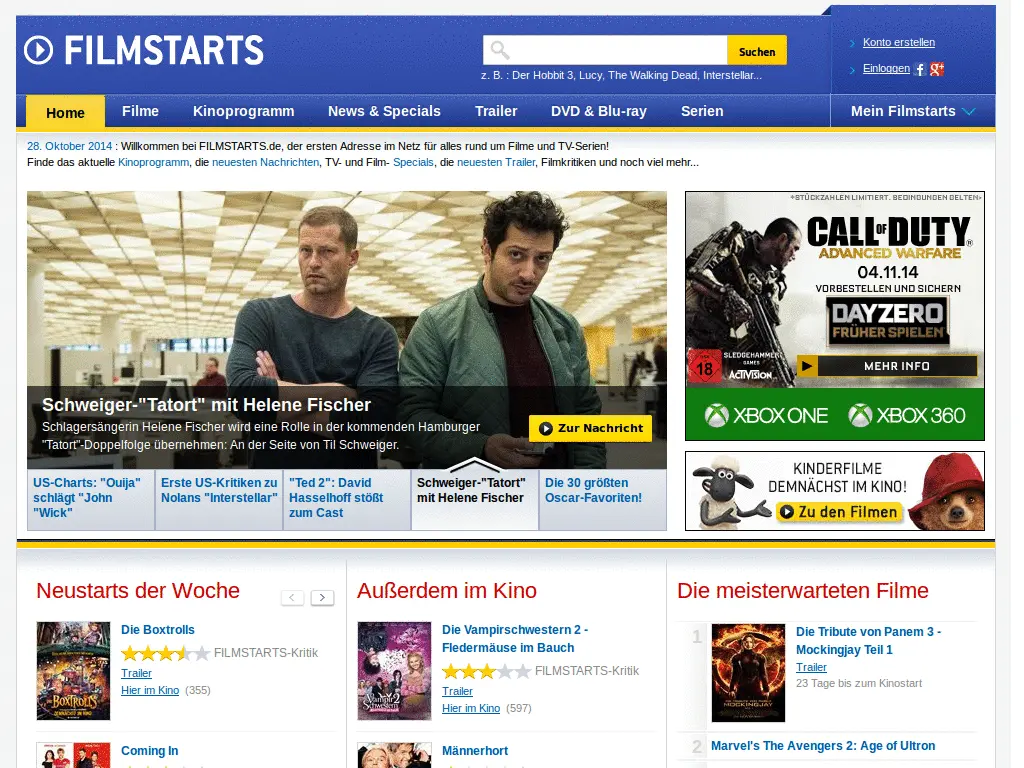 FILMSTARTS
Suchen
z. B. : Der Hobbit 3, Lucy, The Walking Dead, Interstellar...
Konto erstellen
Einloggen
Home
Filme
Kinoprogramm
News & Specials
Trailer
DVD & Blu-ray
Serien
Mein Filmstarts
28. Oktober 2014 : Willkommen bei FILMSTARTS.de, der ersten Adresse im Netz für alles rund um Filme und TV-Serien!
Finde das aktuelle Kinoprogramm, die neuesten Nachrichten, TV- und Film- Specials, die neuesten Trailer, Filmkritiken und noch viel mehr...
Schweiger-"Tatort" mit Helene Fischer
Schlagersängerin Helene Fischer wird eine Rolle in der kommenden Hamburger
"Tatort"-Doppelfolge übernehmen: An der Seite von Til Schweiger.
Zur Nachricht
US-Charts: "Ouija"
schlägt "John
"Wick"
Erste US-Kritiken zu
Nolans "Interstellar"
"Ted 2": David
Hasselhoff stößt
zum Cast
Schweiger-"Tatort"
mit Helene Fischer
Die 30 größten
Oscar-Favoriten!
*STÜCKZAHLEN LIMITIERT. BEDINGUNGEN GELTEN*
CALL OF DUTY®
ADVANCED WARFARE
04.11.14
VORBESTELLEN UND SICHERN
DAYZERO
FRÜHER SPIELEN
18
SLEDGEHAMMER
GAMES
ACTIVISION
MEHR INFO
XBOX ONE
XBOX 360
KINDERFILME
DEMNÄCHST IM KINO!
Zu den Filmen
Neustarts der Woche
Die Boxtrolls
FILMSTARTS-Kritik
Trailer
Hier im Kino (355)
BOXTROLLS
Coming In
Außerdem im Kino
Die Vampirschwestern 2 -
Fledermäuse im Bauch
FILMSTARTS-Kritik
Trailer
Hier im Kino (597)
Männerhort
Die meisterwarteten Filme
1
Die Tribute von Panem 3 -
Mockingjay Teil 1
Trailer
23 Tage bis zum Kinostart
MOCKINGJAY
2
Marvel's The Avengers 2: Age of Ultron